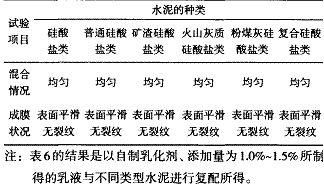 水泥的种类
试验
项目
硅酸 普通硅酸 矿渣硅酸 火山灰质 粉煤灰硅 复合硅酸
盐类 盐类 盐类 硅酸盐类 酸盐类 盐类
混合
情况
均匀 均匀 均匀 均匀 均匀 均匀
成膜 表面平滑 表面平滑 表面平滑 表面平滑 表面平滑 表面平滑
状况 无裂纹 无裂纹 无裂纹 无裂纹 无裂纹 无裂纹
注：表6的结果是以自制乳化剂、添加量为1.0%~1.5%所制
得的乳液与不同类型水泥进行复配所得。